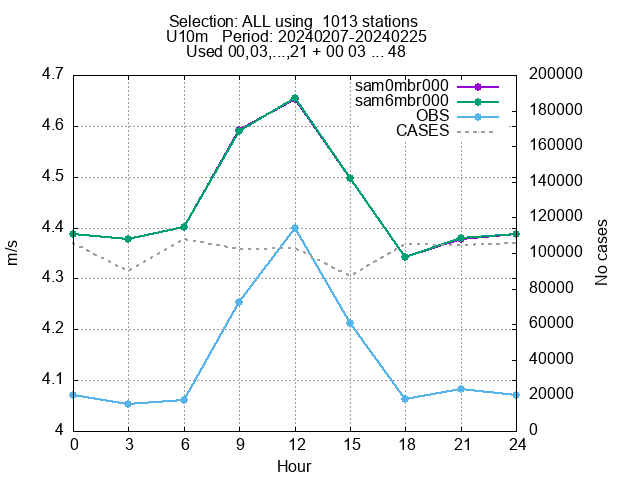 Selection: ALL using  1013 stations
U10m   Period: 20240207-20240225
Used 00,03,...,21 + 00 03 ... 48
4.7
4.6
4.5
4.4
4.3
4.2
4.1
4
m/s
sam0mbr000
sam6mbr000
OBS
CASES
200000
180000
160000
140000
120000
100000
80000
60000
40000
20000
0
No cases
0 3 6 9 12 15 18 21 24
Hour